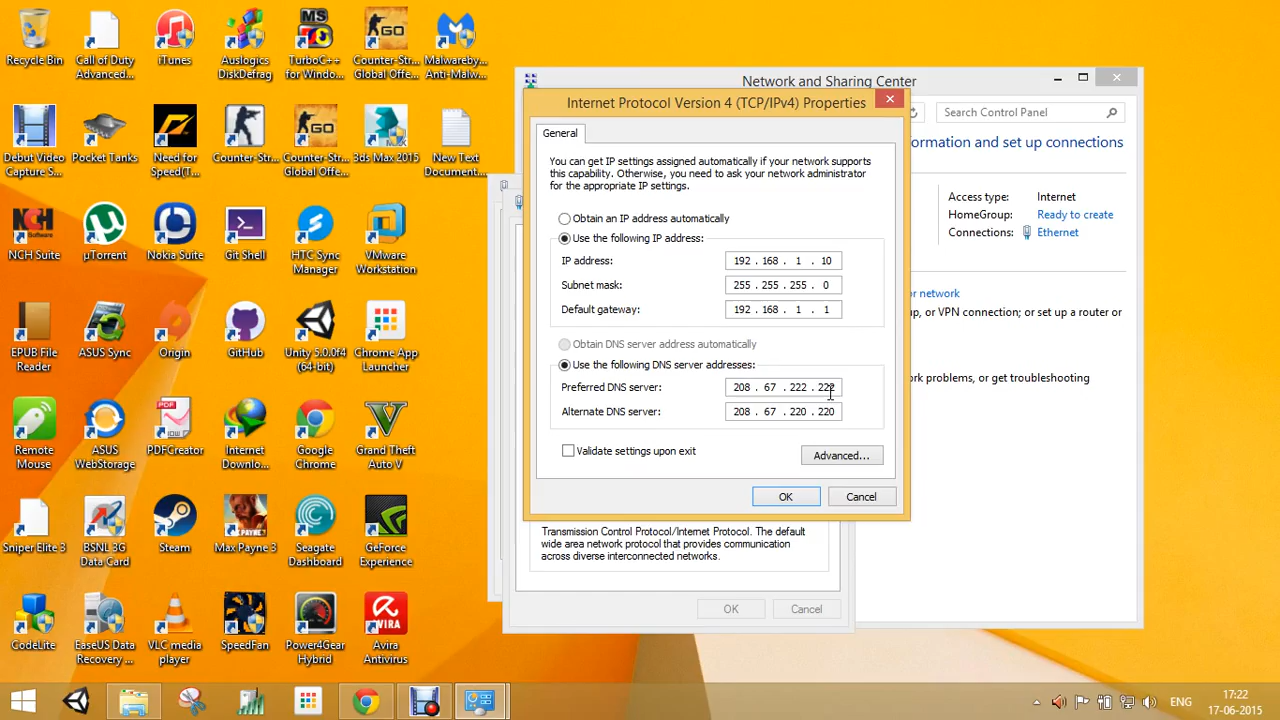 Recycle Bin
Call of Duty
Advanced...
iTunes
Auslogics
DiskDefrag
MS
TurboC++
for Windo...
GO
Counter-Str...
Global Offe...
Malwareby...
Anti-Malw...
Debut Video
Capture S...
Pocket Tanks
Need for
Speed(T...
Counter-Str...
GO
Counter-Str...
Global Offe...
3ds Max 2015
New Text
Document...
NCH Suite
µTorrent
Nokia Suite
Git Shell
HTC Sync
Manager
VMware
Workstation
EPUB File
Reader
ASUS Sync
Origin
GitHub
Unity 5.0.0f4
(64-bit)
Chrome App
Launcher
Remote
Mouse
ASUS
WebStorage
PDFCreator
Internet
Downlo...
Google
Chrome
Grand Theft
Auto V
Sniper Elite 3
BSNL 3G
Data Card
Steam
Max Payne 3
Seagate
Dashboard
GeForce
Experience
CodeLite
EaseUS Data
Recovery ...
VLC media
player
SpeedFan
Power4Gear
Hybrid
Avira
Antivirus
Network and Sharing Center
Search Control Panel
ormation and set up connections
Access type: Internet
HomeGroup: Ready to create
Connections: Ethernet
or network
up, or VPN connection; or set up a router or
rk problems, or get troubleshooting
Internet Protocol Version 4 (TCP/IPv4) Properties
General
You can get IP settings assigned automatically if your network supports
this capability. Otherwise, you need to ask your network administrator
for the appropriate IP settings.
Obtain an IP address automatically
Use the following IP address:
IP address: 192 . 168 . 1 . 10
Subnet mask: 255 . 255 . 255 . 0
Default gateway: 192 . 168 . 1 . 1
Obtain DNS server address automatically
Use the following DNS server addresses:
Preferred DNS server: 208 . 67 . 222 . 222
Alternate DNS server: 208 . 67 . 220 . 220
Validate settings upon exit
Advanced...
OK Cancel
Transmission Control Protocol/Internet Protocol. The default
wide area network protocol that provides communication
across diverse interconnected networks.
OK Cancel
ENG
17:22
17-06-2015